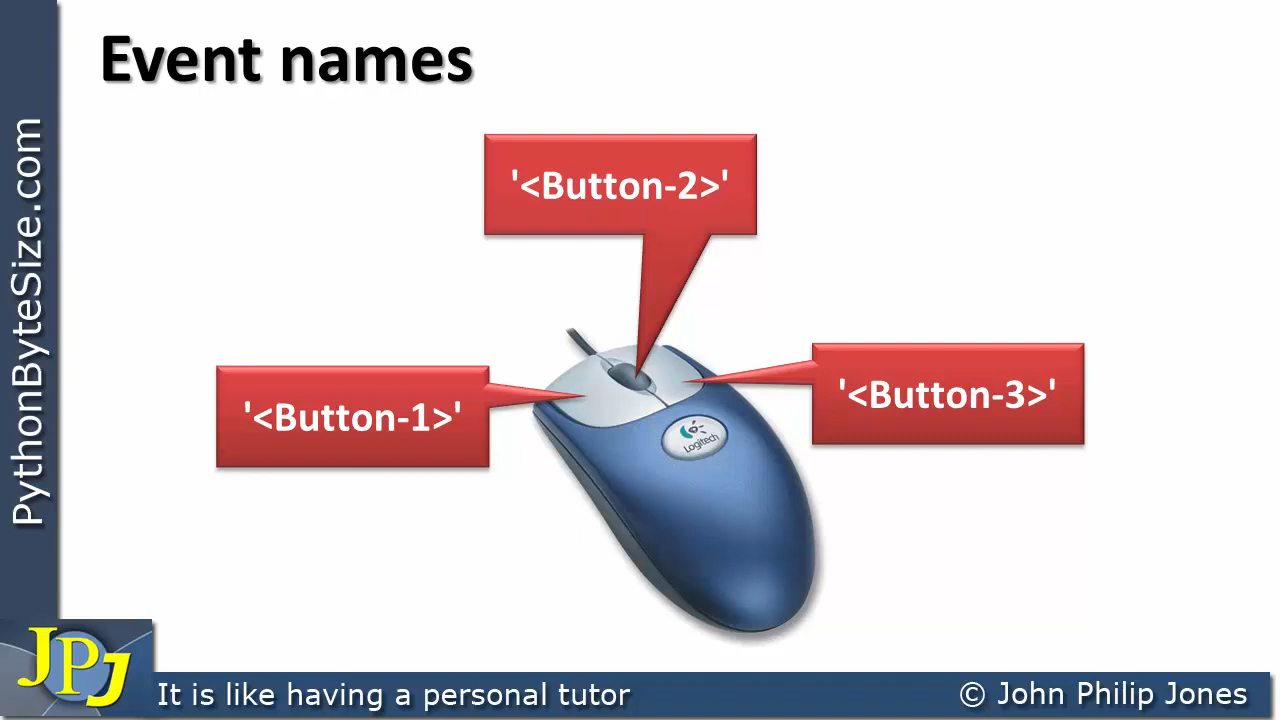 Event names
'<Button-2>'
'<Button-1>'
'<Button-3>'
Logitech
PythonByteSize.com
JPJ
It is like having a personal tutor
© John Philip Jones